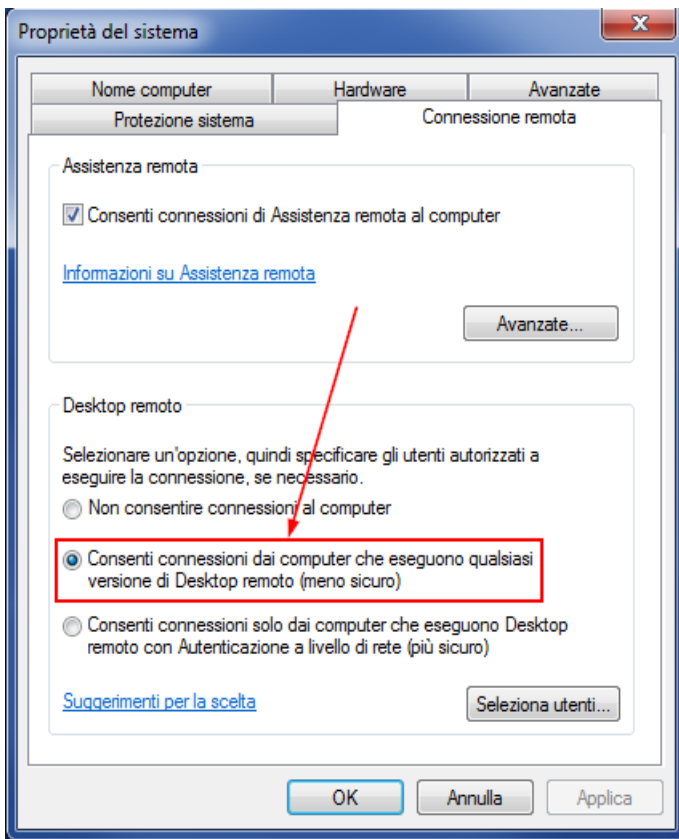 Proprietà del sistema
Nome computer
Hardware
Avanzate
Protezione sistema
Connessione remota
Assistenza remota
Consenti connessioni di Assistenza remota al computer
Informazioni su Assistenza remota
Avanzate...
Desktop remoto
Selezionare un'opzione, quindi specificare gli utenti autorizzati a
eseguire la connessione, se necessario.
Non consentire connessioni al computer
Consenti connessioni dai computer che eseguono qualsiasi
versione di Desktop remoto (meno sicuro)
Consenti connessioni solo dai computer che eseguono Desktop
remoto con Autenticazione a livello di rete (più sicuro)
Suggerimenti per la scelta
Seleziona utenti...
OK
Annulla
Applica